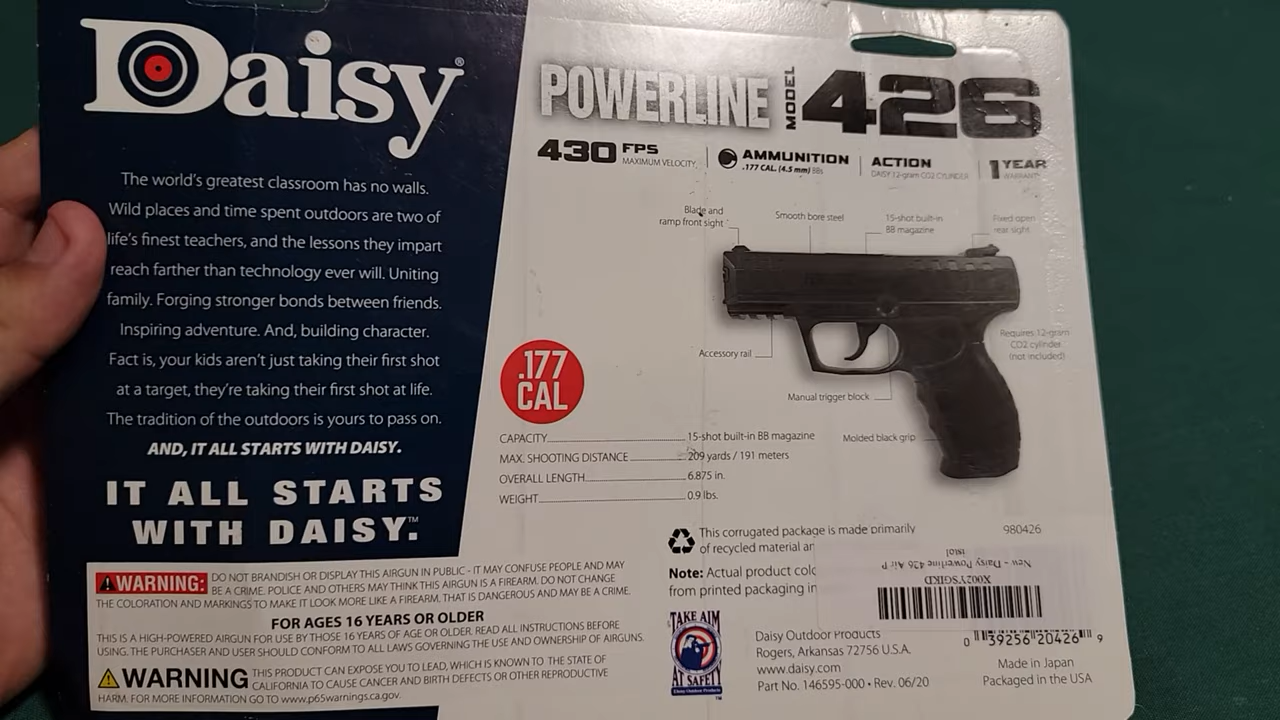 Daisy®
The world's greatest classroom has no walls.
Wild places and time spent outdoors are two of
life's finest teachers, and the lessons they impart
reach farther than technology ever will. Uniting
family. Forging stronger bonds between friends.
Inspiring adventure. And, building character.
Fact is, your kids aren't just taking their first shot
at a target, they're taking their first shot at life.
The tradition of the outdoors is yours to pass on.
AND, IT ALL STARTS WITH DAISY.
IT ALL STARTS
WITH DAISY.™
POWERLINE MODEL 426
430 FPS
MAXIMUM VELOCITY
AMMUNITION
.177 CAL. (4.5 mm) BBs
ACTION
DAISY 12-gram CO2 CYLINDER
1 YEAR
WARRANTY
Blade and
ramp front sight
Smooth bore steel
15-shot built-in
BB magazine
Fixed open
rear sight
Accessory rail
Manual trigger block
Molded black grip
Requires 12-gram
CO2 cylinder
(not included)
.177
CAL
CAPACITY 15-shot built-in BB magazine
MAX. SHOOTING DISTANCE 209 yards / 191 meters
OVERALL LENGTH 6.875 in.
WEIGHT 0.9 lbs.
This corrugated package is made primarily
of recycled material
980426
Note: Actual product
from printed packaging
New - Daisy Powerline 426 Air P
istol
X002YSGIKD
0 39256 20426 9
TAKE AIM
AT SAFETY
Daisy Outdoor Products
Rogers, Arkansas 72756 U.S.A.
www.daisy.com
Part No. 146595-000 • Rev. 06/20
Made in Japan
Packaged in the USA
WARNING: DO NOT BRANDISH OR DISPLAY THIS AIRGUN IN PUBLIC - IT MAY CONFUSE PEOPLE AND MAY
BE A CRIME. POLICE AND OTHERS MAY THINK THIS AIRGUN IS A FIREARM. DO NOT CHANGE
THE COLORATION AND MARKINGS TO MAKE IT LOOK MORE LIKE A FIREARM. THAT IS DANGEROUS AND MAY BE A CRIME.
FOR AGES 16 YEARS OR OLDER
THIS IS A HIGH-POWERED AIRGUN FOR USE BY THOSE 16 YEARS OF AGE OR OLDER. READ ALL INSTRUCTIONS BEFORE
USING. THE PURCHASER AND USER SHOULD CONFORM TO ALL LAWS GOVERNING THE USE AND OWNERSHIP OF AIRGUNS.
WARNING THIS PRODUCT CAN EXPOSE YOU TO LEAD, WHICH IS KNOWN TO THE STATE OF
CALIFORNIA TO CAUSE CANCER AND BIRTH DEFECTS OR OTHER REPRODUCTIVE
HARM. FOR MORE INFORMATION GO TO www.p65warnings.ca.gov.